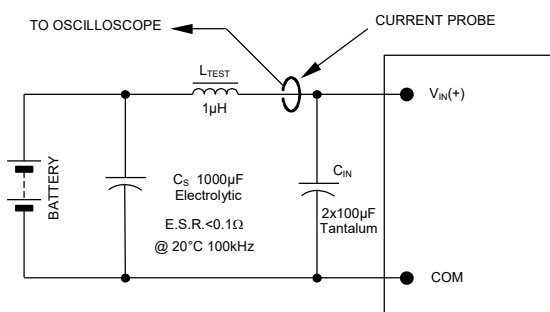 TO OSCILLOSCOPE
CURRENT PROBE
LTEST
1µH
VIN(+)
BATTERY
CS 1000µF
Electrolytic
E.S.R.<0.1Ω
@ 20°C 100kHz
CIN
2x100µF
Tantalum
COM